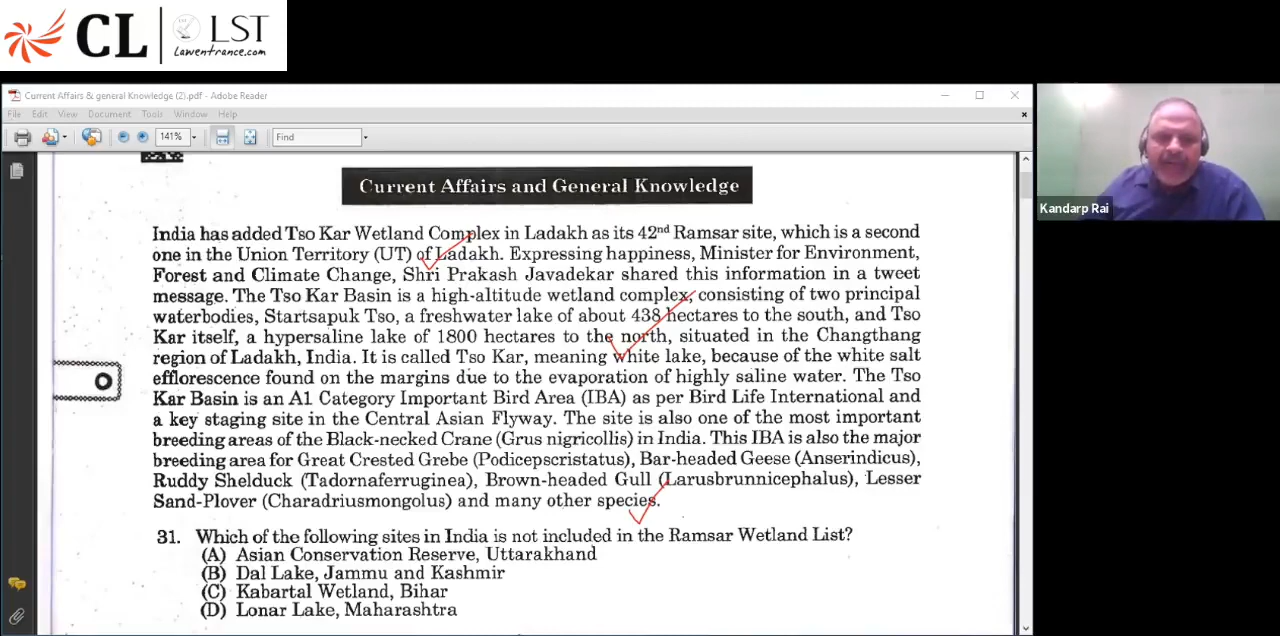 CL LST
Lawentrance.com
Current Affairs & general Knowledge (2).pdf - Adobe Reader
File Edit View Document Tools Window Help
141% Find
Kandarp Rai
Current Affairs and General Knowledge
India has added Tso Kar Wetland Complex in Ladakh as its 42nd Ramsar site, which is a second
one in the Union Territory (UT) of Ladakh. Expressing happiness, Minister for Environment,
Forest and Climate Change, Shri Prakash Javadekar shared this information in a tweet
message. The Tso Kar Basin is a high-altitude wetland complex, consisting of two principal
waterbodies, Startsapuk Tso, a freshwater lake of about 438 hectares to the south, and Tso
Kar itself, a hypersaline lake of 1800 hectares to the north, situated in the Changthang
region of Ladakh, India. It is called Tso Kar, meaning white lake, because of the white salt
efflorescence found on the margins due to the evaporation of highly saline water. The Tso
Kar Basin is an A1 Category Important Bird Area (IBA) as per Bird Life International and
a key staging site in the Central Asian Flyway. The site is also one of the most important
breeding areas of the Black-necked Crane (Grus nigricollis) in India. This IBA is also the major
breeding area for Great Crested Grebe (Podicepscristatus), Bar-headed Geese (Anserindicus),
Ruddy Shelduck (Tadornaferruginea), Brown-headed Gull (Larusbrunnicephalus), Lesser
Sand-Plover (Charadriusmongolus) and many other species.
31. Which of the following sites in India is not included in the Ramsar Wetland List?
(A) Asian Conservation Reserve, Uttarakhand
(B) Dal Lake, Jammu and Kashmir
(C) Kabartal Wetland, Bihar
(D) Lonar Lake, Maharashtra